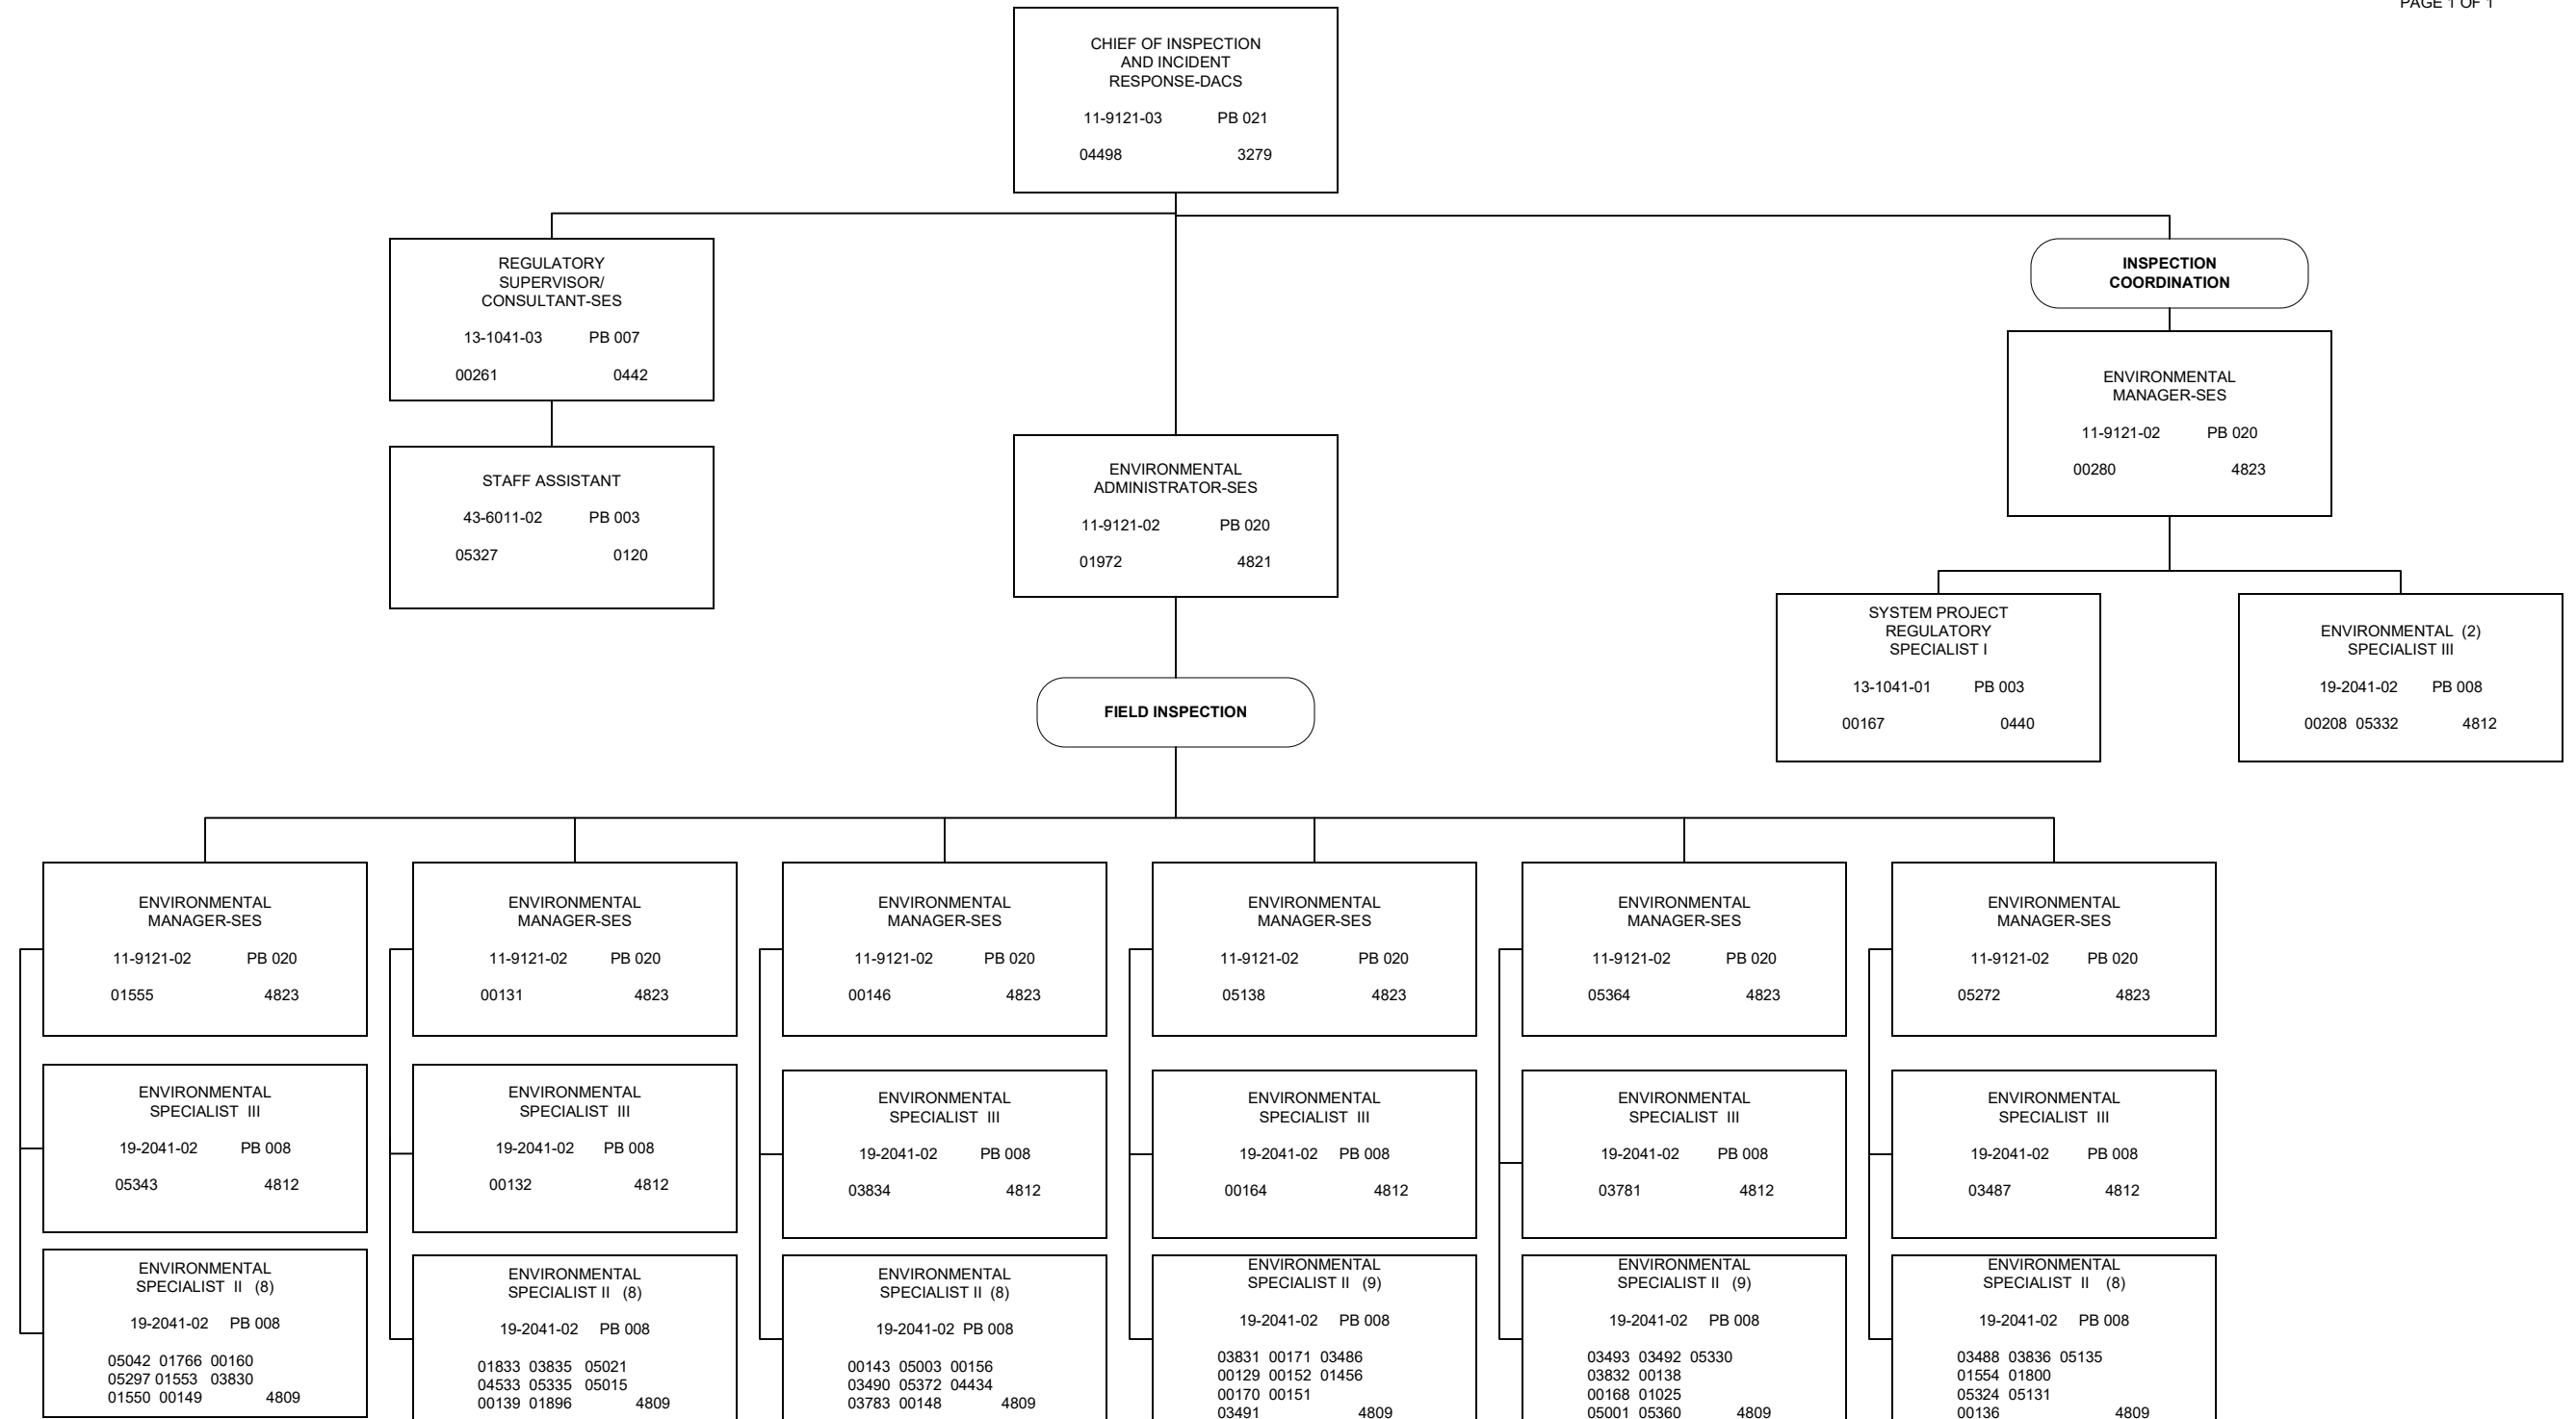 PAGE 1 OF 1
CHIEF OF INSPECTION
AND INCIDENT
RESPONSE-DACS
11-9121-03 PB 021
04498 3279
REGULATORY
SUPERVISOR/
CONSULTANT-SES
13-1041-03 PB 007
00261 0442
STAFF ASSISTANT
43-6011-02 PB 003
05327 0120
ENVIRONMENTAL
ADMINISTRATOR-SES
11-9121-02 PB 020
01972 4821
INSPECTION
COORDINATION
ENVIRONMENTAL
MANAGER-SES
11-9121-02 PB 020
00280 4823
SYSTEM PROJECT
REGULATORY
SPECIALIST I
13-1041-01 PB 003
00167 0440
ENVIRONMENTAL (2)
SPECIALIST III
19-2041-02 PB 008
00208 05332 4812
FIELD INSPECTION
ENVIRONMENTAL
MANAGER-SES
11-9121-02 PB 020
01555 4823
ENVIRONMENTAL
SPECIALIST III
19-2041-02 PB 008
05343 4812
ENVIRONMENTAL
SPECIALIST II (8)
19-2041-02 PB 008
05042 01766 00160
05297 01553 03830
01550 00149 4809
ENVIRONMENTAL
MANAGER-SES
11-9121-02 PB 020
00131 4823
ENVIRONMENTAL
SPECIALIST III
19-2041-02 PB 008
00132 4812
ENVIRONMENTAL
SPECIALIST II (8)
19-2041-02 PB 008
01833 03835 05021
04533 05335 05015
00139 01896 4809
ENVIRONMENTAL
MANAGER-SES
11-9121-02 PB 020
00146 4823
ENVIRONMENTAL
SPECIALIST III
19-2041-02 PB 008
03834 4812
ENVIRONMENTAL
SPECIALIST II (8)
19-2041-02 PB 008
00143 05003 00156
03490 05372 04434
03783 00148 4809
ENVIRONMENTAL
MANAGER-SES
11-9121-02 PB 020
05138 4823
ENVIRONMENTAL
SPECIALIST III
19-2041-02 PB 008
00164 4812
ENVIRONMENTAL
SPECIALIST II (9)
19-2041-02 PB 008
03831 00171 03486
00129 00152 01456
00170 00151
03491 4809
ENVIRONMENTAL
MANAGER-SES
11-9121-02 PB 020
05364 4823
ENVIRONMENTAL
SPECIALIST III
19-2041-02 PB 008
03781 4812
ENVIRONMENTAL
SPECIALIST II (9)
19-2041-02 PB 008
03493 03492 05330
03832 00138
00168 01025
05001 05360 4809
ENVIRONMENTAL
MANAGER-SES
11-9121-02 PB 020
05272 4823
ENVIRONMENTAL
SPECIALIST III
19-2041-02 PB 008
03487 4812
ENVIRONMENTAL
SPECIALIST II (8)
19-2041-02 PB 008
03488 03836 05135
01554 01800
05324 05131
00136 4809